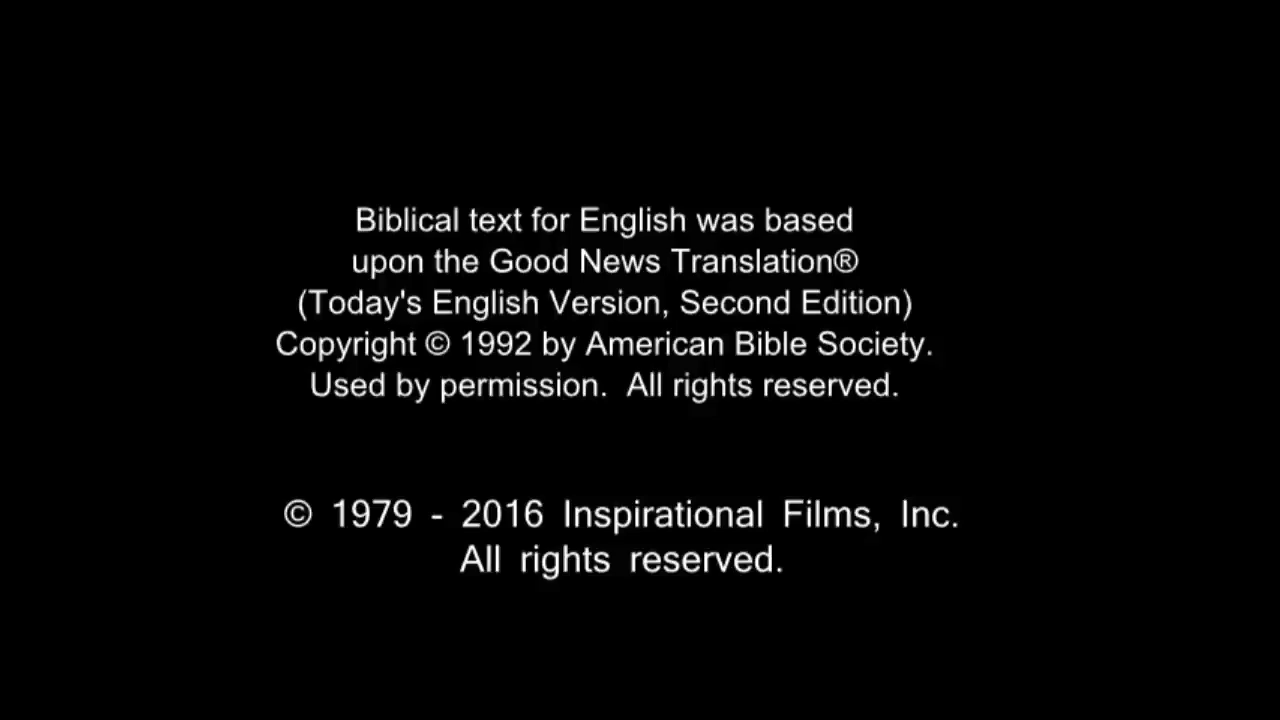 Biblical text for English was based
upon the Good News Translation®
(Today's English Version, Second Edition)
Copyright © 1992 by American Bible Society.
Used by permission.  All rights reserved.
© 1979 - 2016 Inspirational Films, Inc.
All rights reserved.